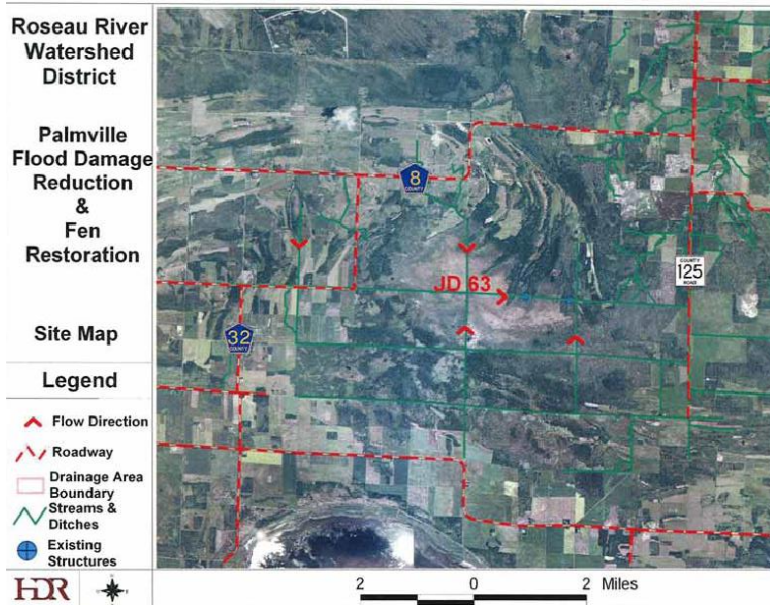 Roseau River
Watershed
District
Palmville
Flood Damage
Reduction
&
Fen
Restoration
Site Map
Legend
Flow Direction
Roadway
Drainage Area
Boundary
Streams &
Ditches
Existing
Structures
HDR
8
COUNTY
JD 63
COUNTY
125
ROAD
32
COUNTY
2 0 2 Miles